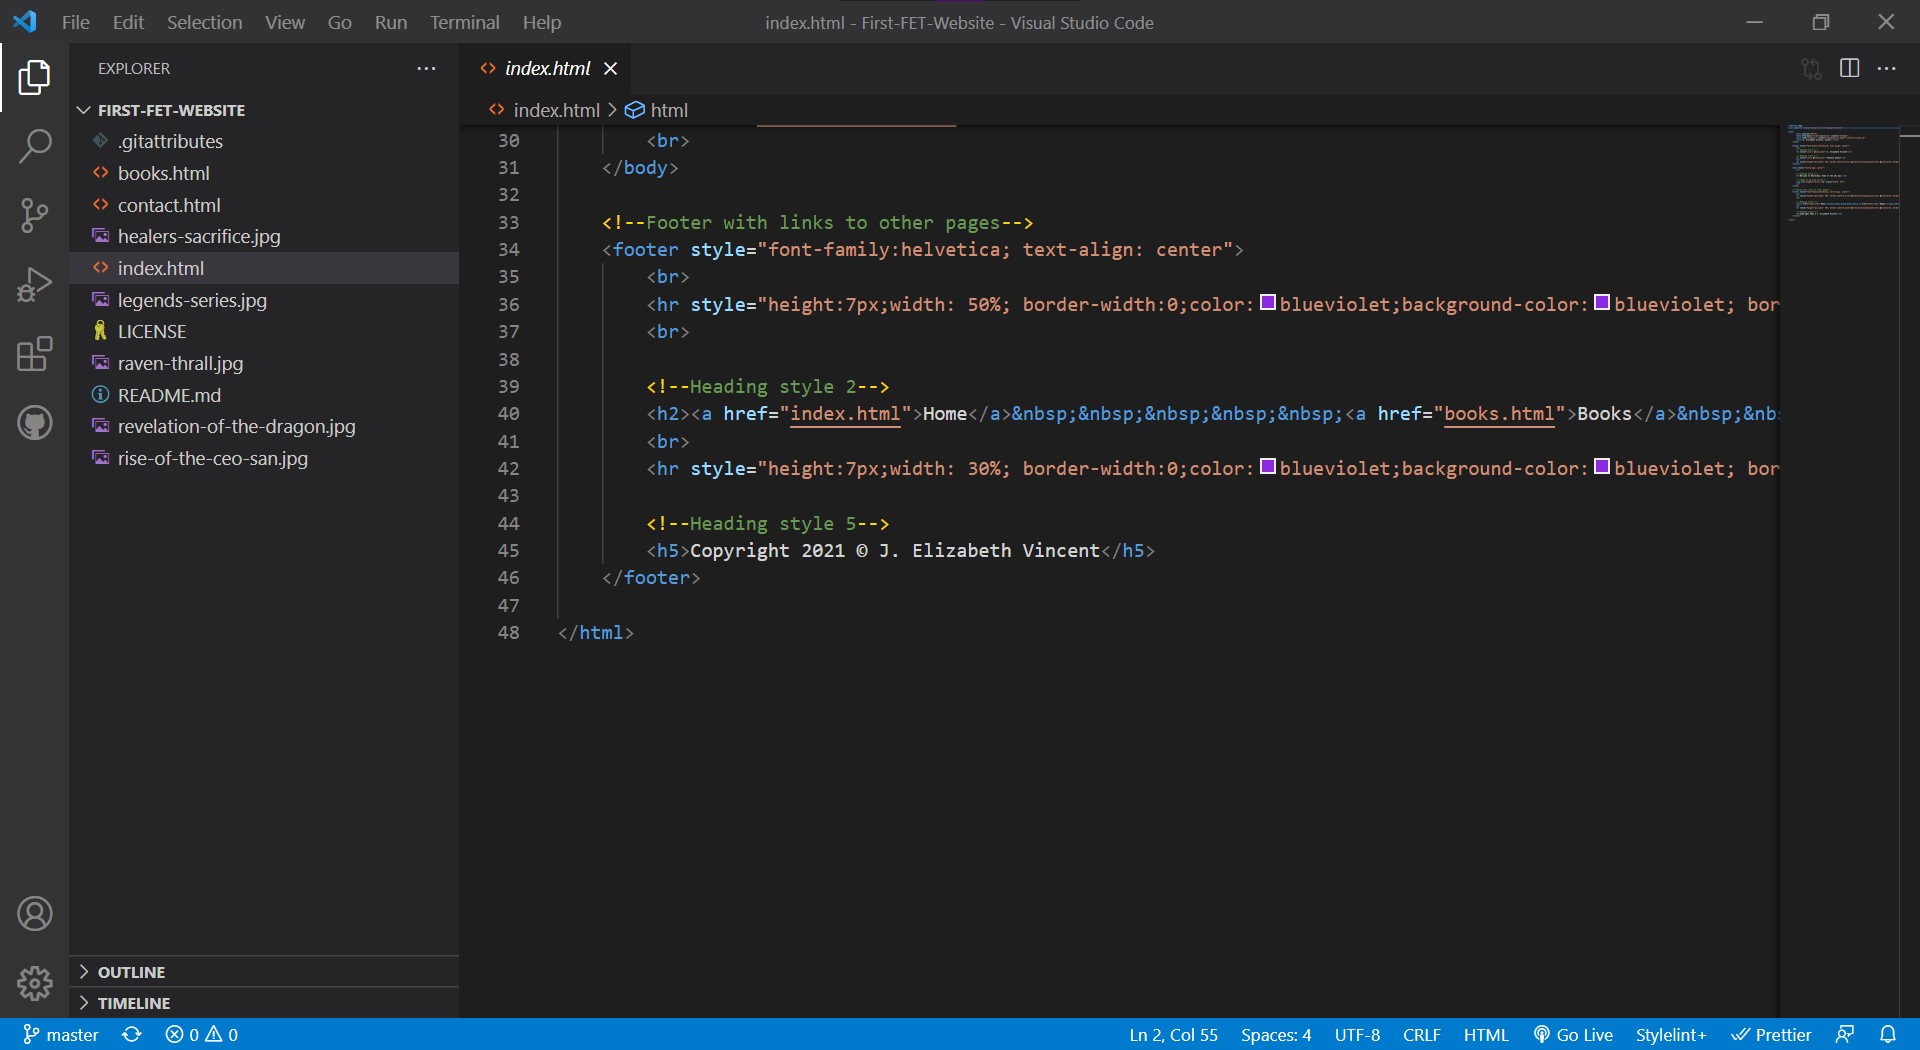 File Edit Selection View Go Run Terminal Help
index.html - First-FET-Website - Visual Studio Code
EXPLORER
FIRST-FET-WEBSITE
.gitattributes
books.html
contact.html
healers-sacrifice.jpg
index.html
legends-series.jpg
LICENSE
raven-thrall.jpg
README.md
revelation-of-the-dragon.jpg
rise-of-the-ceo-san.jpg
OUTLINE
TIMELINE
index.html
index.html > html
30 <br>
31 </body>
32
33 <!--Footer with links to other pages-->
34 <footer style="font-family:helvetica; text-align: center">
35 <br>
36 <hr style="height:7px;width: 50%; border-width:0;color:blueviolet;background-color:blueviolet; bor
37 <br>
38
39 <!--Heading style 2-->
40 <h2><a href="index.html">Home</a>&nbsp;&nbsp;&nbsp;&nbsp;&nbsp;<a href="books.html">Books</a>&nbsp;&nb
41 <br>
42 <hr style="height:7px;width: 30%; border-width:0;color:blueviolet;background-color:blueviolet; bor
43
44 <!--Heading style 5-->
45 <h5>Copyright 2021 © J. Elizabeth Vincent</h5>
46 </footer>
47
48 </html>
master 0 0 Ln 2, Col 55 Spaces: 4 UTF-8 CRLF HTML Go Live Stylelint+ Prettier